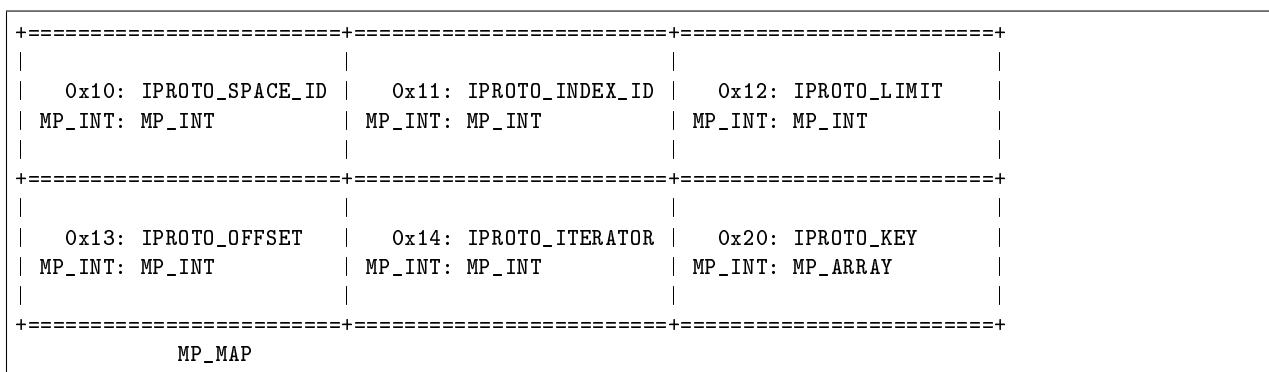 +=========================+=========================+=========================+
|                         |                         |                         |
|   0x10: IPROTO_SPACE_ID |   0x11: IPROTO_INDEX_ID |   0x12: IPROTO_LIMIT    |
| MP_INT: MP_INT          | MP_INT: MP_INT          | MP_INT: MP_INT          |
|                         |                         |                         |
+=========================+=========================+=========================+
|                         |                         |                         |
|   0x13: IPROTO_OFFSET   |   0x14: IPROTO_ITERATOR |   0x20: IPROTO_KEY      |
| MP_INT: MP_INT          | MP_INT: MP_INT          | MP_INT: MP_ARRAY        |
|                         |                         |                         |
+=========================+=========================+=========================+
             MP_MAP